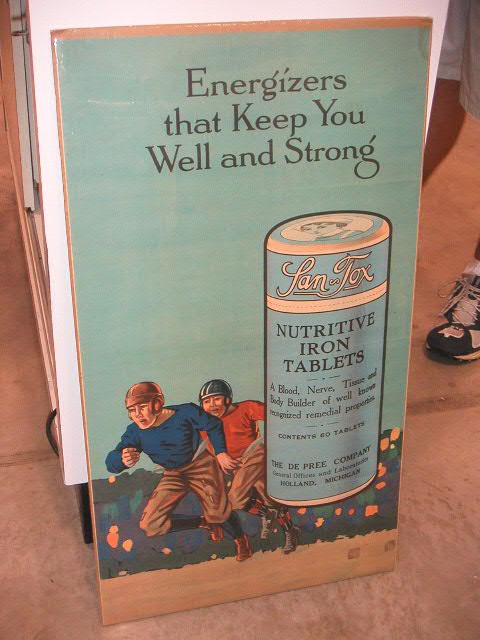 Energizers
that Keep You
Well and Strong
San-Tox
NUTRITIVE
IRON
TABLETS
A Blood, Nerve, Tissue and
Body Builder of well known
recognized remedial properties.
CONTENTS 60 TABLETS
THE DE PREE COMPANY
General Offices and Laboratories
HOLLAND, MICHIGAN